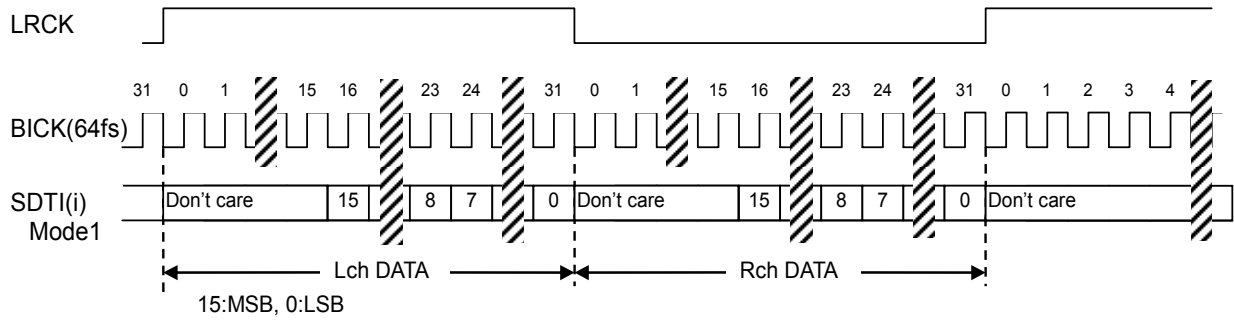 LRCK
31 0 1 15 16 23 24 31 0 1 15 16 23 24 31 0 1 2 3 4
BICK(64fs)
SDTI(i) Don't care 15 8 7 0 Don't care 15 8 7 0 Don't care
Mode1
Lch DATA Rch DATA
15:MSB, 0:LSB